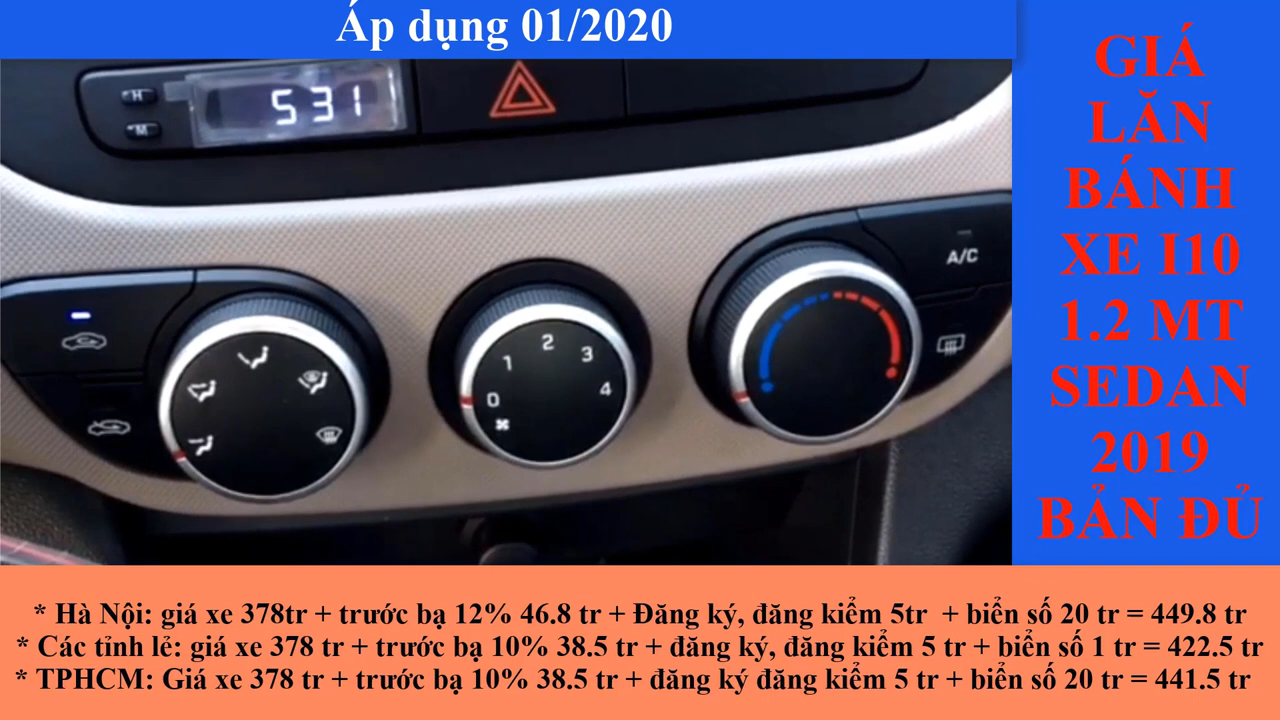 Áp dụng 01/2020
GIÁ
LĂN
BÁNH
XE I10
1.2 MT
SEDAN
2019
BẢN ĐỦ
H
M
5 31
A/C
0 1 2 3 4
* Hà Nội: giá xe 378tr + trước bạ 12% 46.8 tr + Đăng ký, đăng kiểm 5tr + biển số 20 tr = 449.8 tr
* Các tỉnh lẻ: giá xe 378 tr + trước bạ 10% 38.5 tr + đăng ký, đăng kiểm 5 tr + biển số 1 tr = 422.5 tr
* TPHCM: Giá xe 378 tr + trước bạ 10% 38.5 tr + đăng ký đăng kiểm 5 tr + biển số 20 tr = 441.5 tr